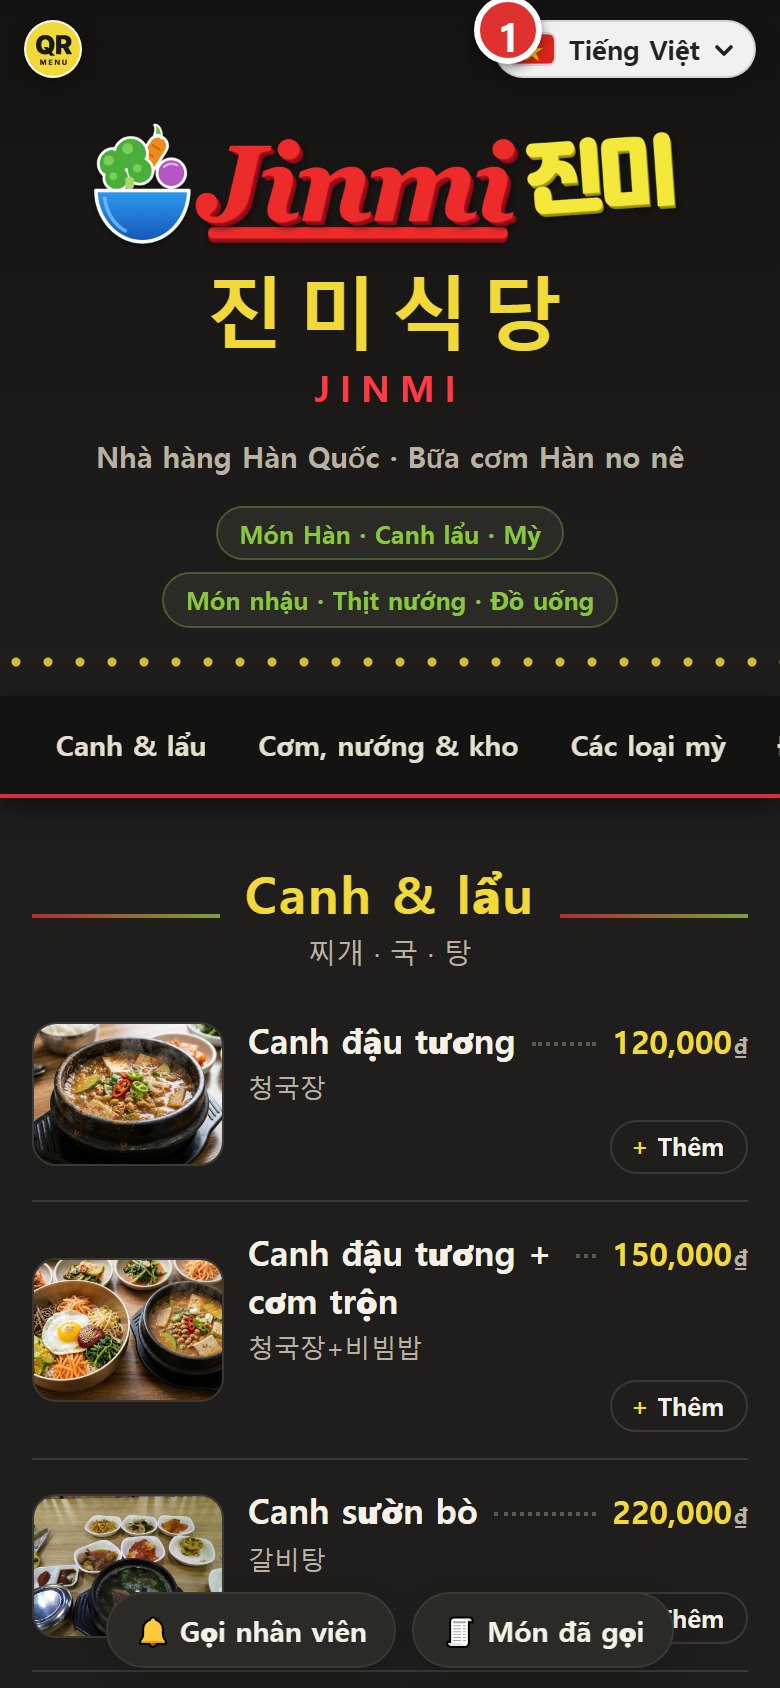 QR
MENU
1
Tiếng Việt
Jinmi 진미
진미식당
JINMI
Nhà hàng Hàn Quốc · Bữa cơm Hàn no nê
Món Hàn · Canh lẩu · Mỳ
Món nhậu · Thịt nướng · Đồ uống
Canh & lẩu
Cơm, nướng & kho
Các loại mỳ
Canh & lẩu
찌개 · 국 · 탕
Canh đậu tương 120,000₫
청국장
+ Thêm
Canh đậu tương + cơm trộn 150,000₫
청국장+비빔밥
+ Thêm
Canh sườn bò 220,000₫
갈비탕
Thêm
Gọi nhân viên
Món đã gọi